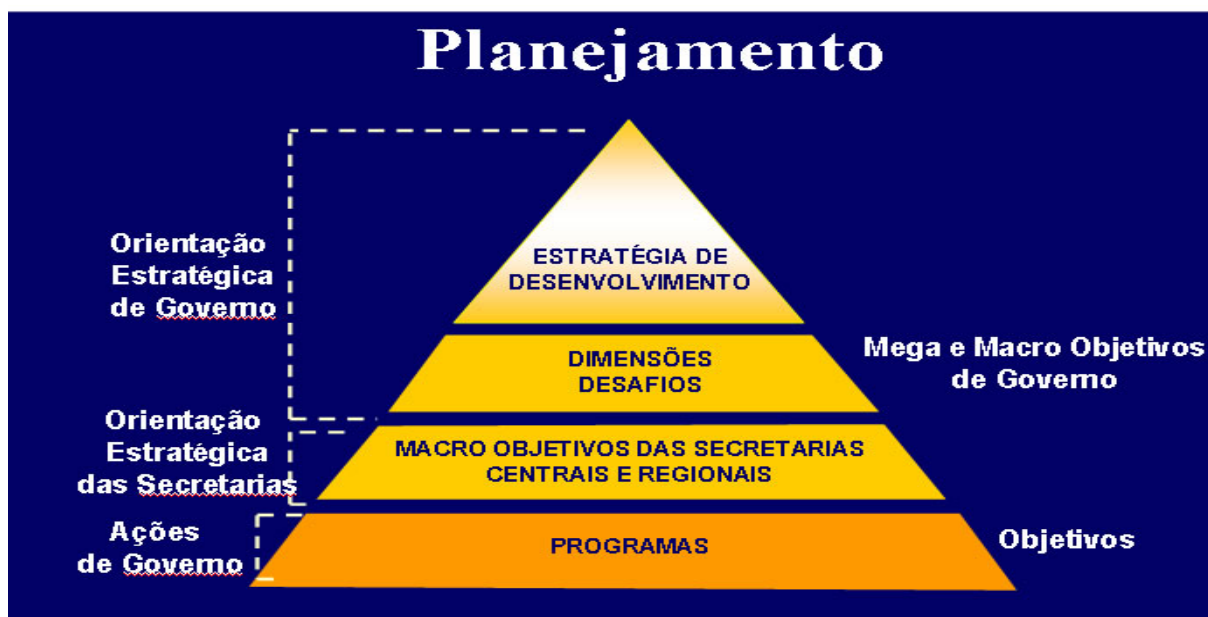 Planejamento
Orientação
Estratégica
de Governo
ESTRATÉGIA DE
DESENVOLVIMENTO
DIMENSÕES
DESAFIOS
Mega e Macro Objetivos
de Governo
Orientação
Estratégica
das Secretarias
MACRO OBJETIVOS DAS SECRETARIAS
CENTRAIS E REGIONAIS
Ações
de Governo
PROGRAMAS
Objetivos